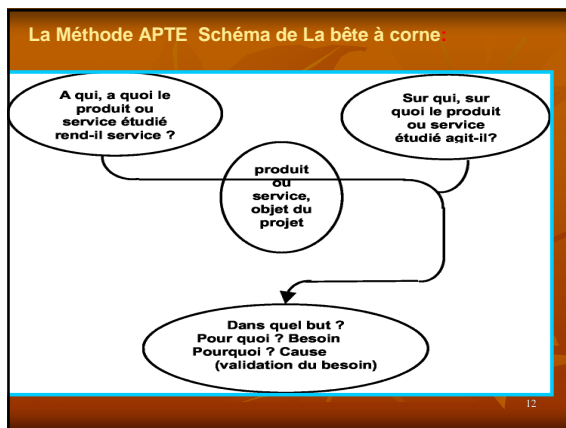 La Méthode APTE Schéma de La bête à corne:
A qui, a quoi le
produit ou
service étudié
rend-il service ?
Sur qui, sur
quoi le produit
ou service
étudié agit-il?
produit
ou
service,
objet du
projet
Dans quel but ?
Pour quoi ? Besoin
Pourquoi ? Cause
(validation du besoin)
12